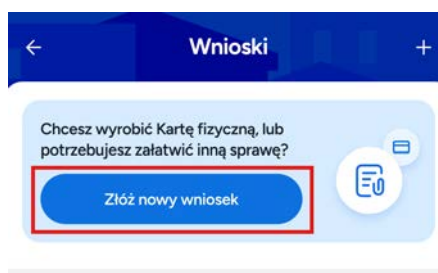 Wnioski
Chcesz wyrobić Kartę fizyczną, lub
potrzebujesz załatwić inną sprawę?
Złóż nowy wniosek